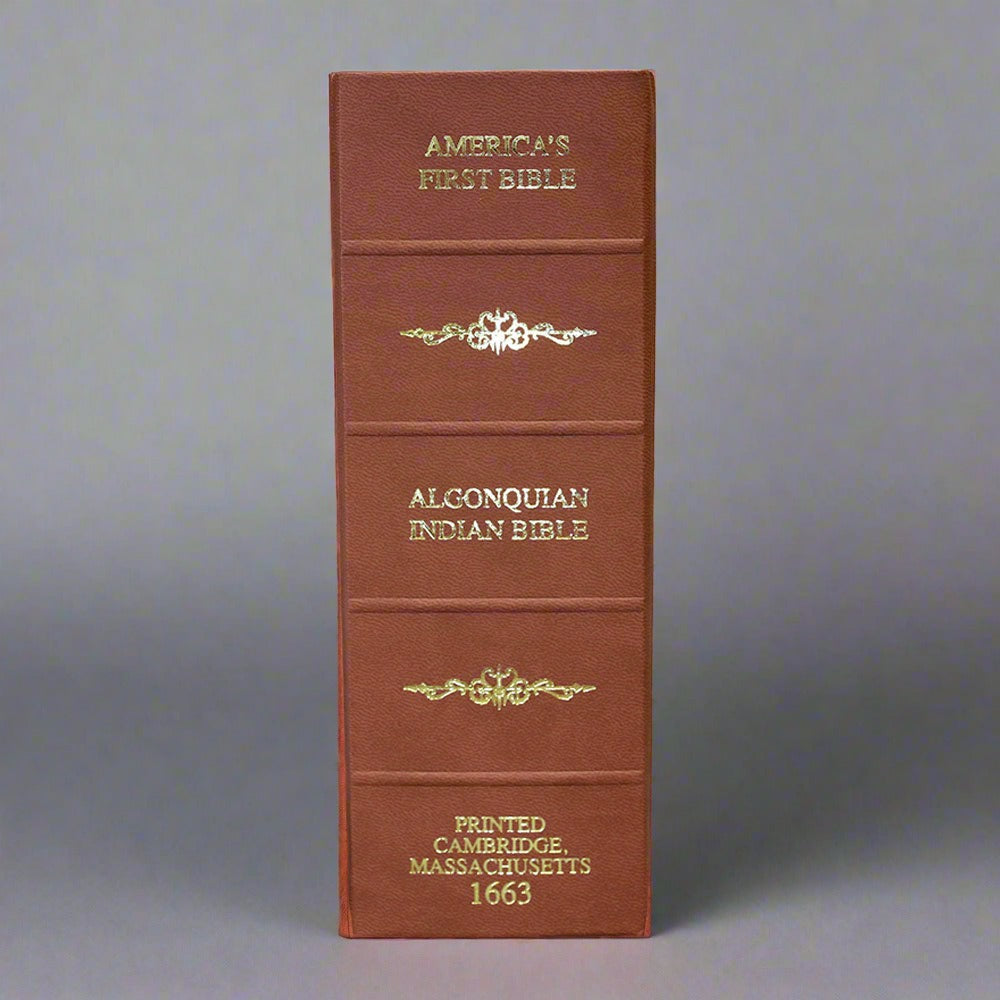 AMERICA'S
FIRST BIBLE
ALGONQUIAN
INDIAN BIBLE
PRINTED
CAMBRIDGE,
MASSACHUSETTS
1663